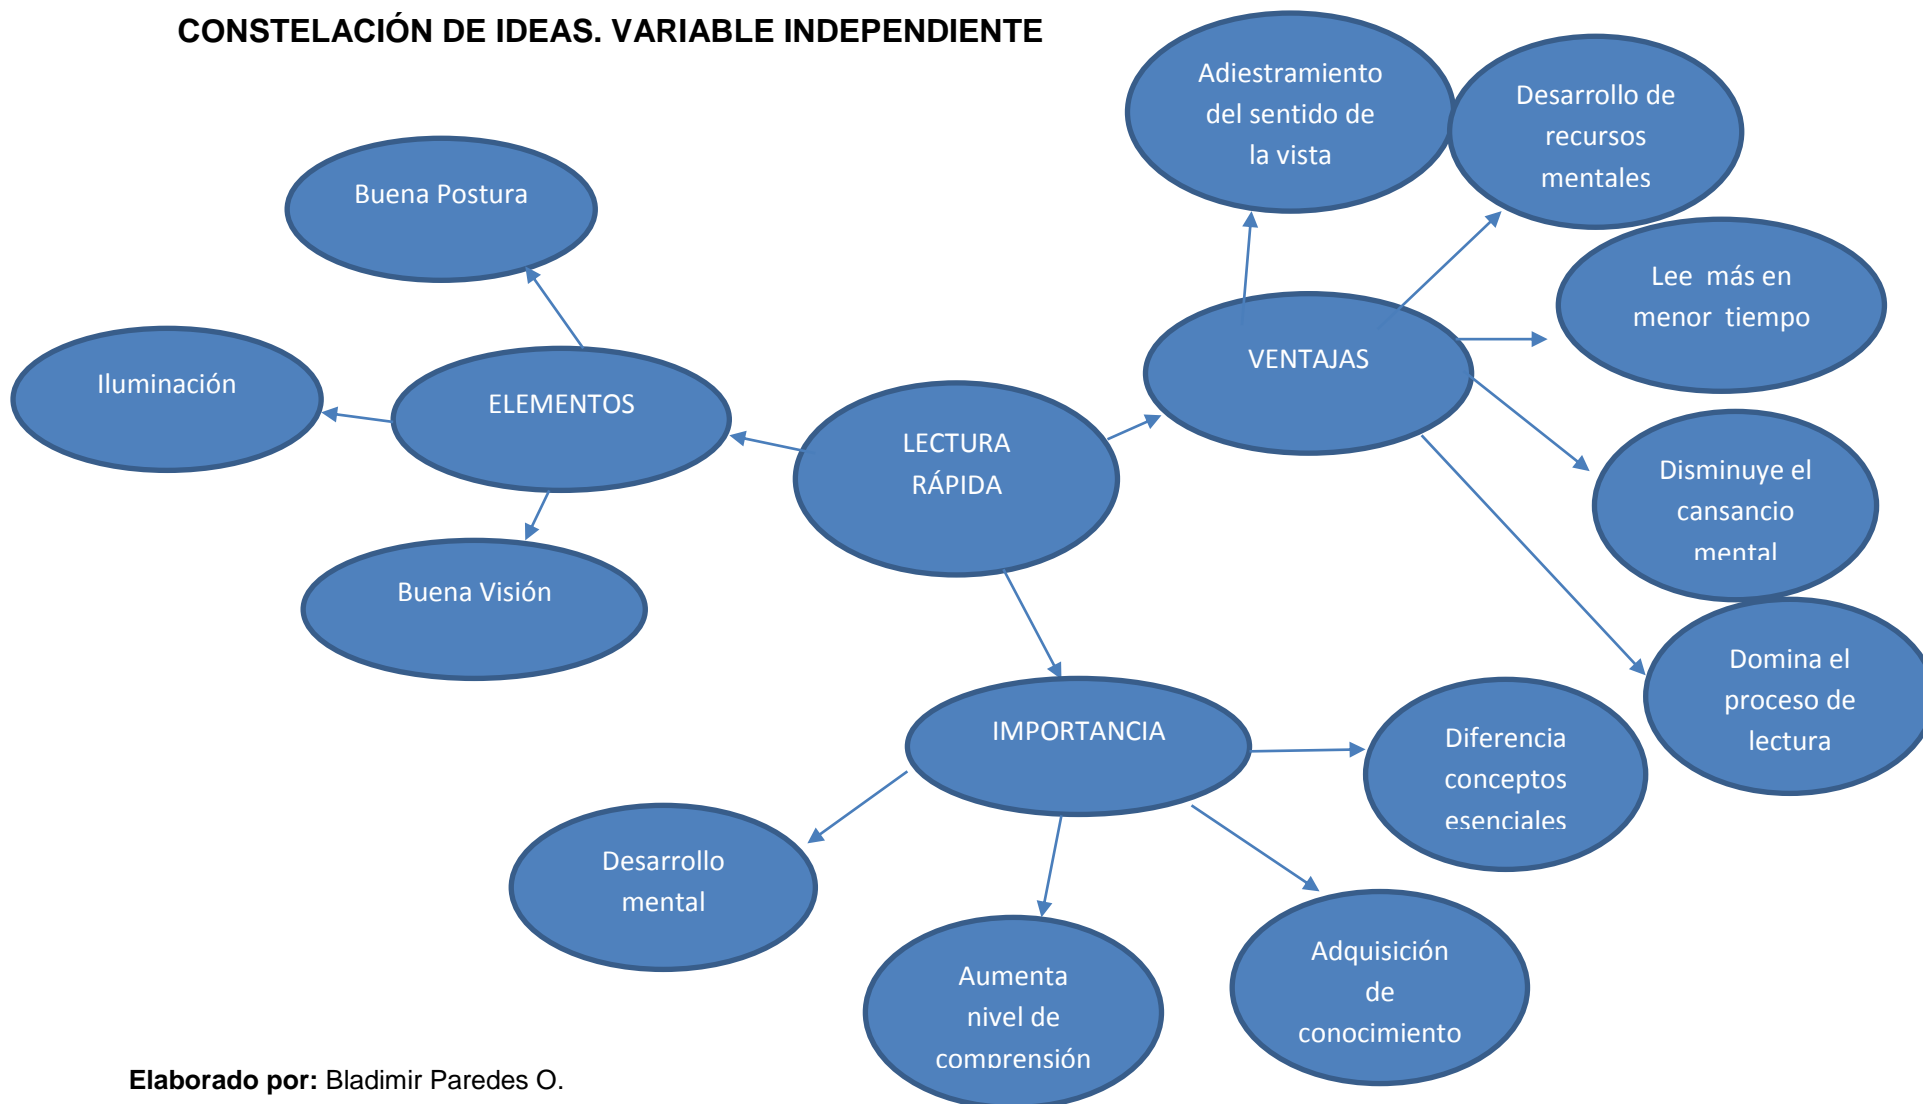 CONSTELACIÓN DE IDEAS. VARIABLE INDEPENDIENTE
Adiestramiento
del sentido de
la vista
Desarrollo de
recursos
mentales
Buena Postura
Lee más en
menor tiempo
Iluminación
ELEMENTOS
VENTAJAS
LECTURA
RÁPIDA
Disminuye el
cansancio
mental
Buena Visión
Domina el
proceso de
lectura
IMPORTANCIA
Diferencia
conceptos
esenciales
Desarrollo
mental
Aumenta
nivel de
comprensión
Adquisición
de
conocimiento
Elaborado por: Bladimir Paredes O.